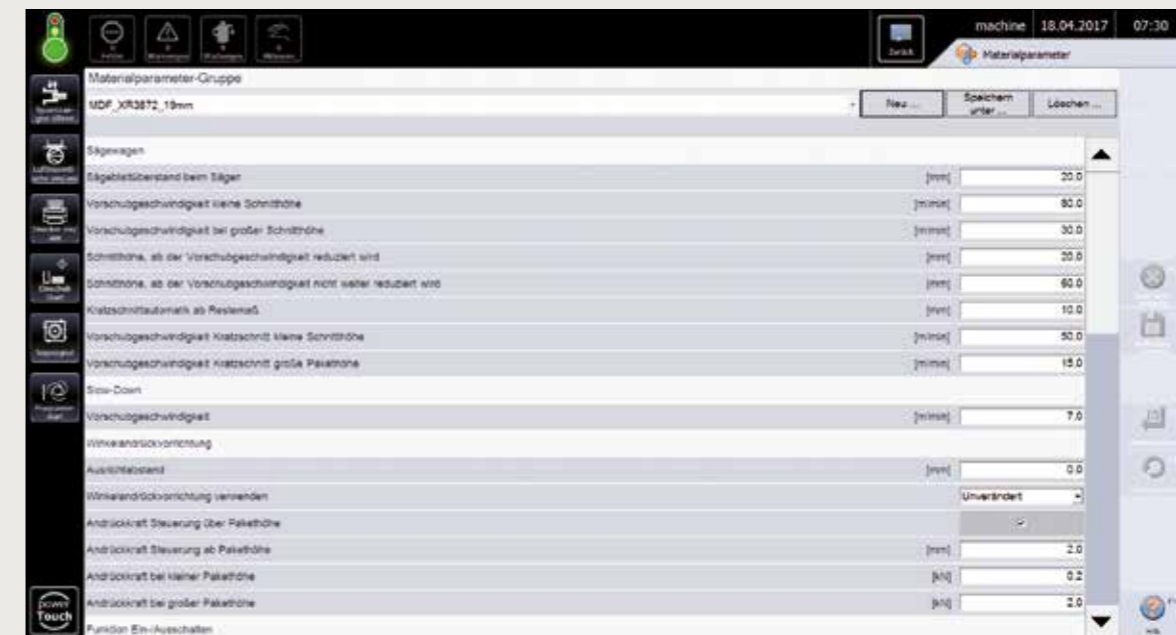 machine 18.04.2017 07:30
Zurück
Materialparameter
Materialparameter-Gruppe
MDF_XR3872_19mm
Neu ...
Speichern unter ...
Löschen ...
Sägewagen
Sägeblattüberstand beim Sägen [mm] 20.0
Vorschubgeschwindigkeit kleine Schnitthöhe [m/min]
Vorschubgeschwindigkeit bei großer Schnitthöhe [m/min] 30.0
Schnitthöhe, ab der Vorschubgeschwindigkeit reduziert wird [mm] 20.0
Schnitthöhe, ab der Vorschubgeschwindigkeit nicht weiter reduziert wird [mm] 60.0
Kratzschnittautomatik ab Restemaß [mm] 10.0
Vorschubgeschwindigkeit Kratzschnitt kleine Schnitthöhe [m/min] 50.0
Vorschubgeschwindigkeit Kratzschnitt große Pakethöhe [m/min] 15.0
Slow-Down
Vorschubgeschwindigkeit [m/min] 7.0
Winkelandrückvorrichtung
Ausrichtabstand [mm] 0.0
Winkelandrückvorrichtung verwenden Unverändert
Andrückkraft Steuerung über Pakethöhe
Andrückkraft Steuerung ab Pakethöhe [mm] 2.0
Andrückkraft bei kleiner Pakethöhe [kN] 0.2
Andrückkraft bei großer Pakethöhe [kN] 2.0
Funktion Ein-/Ausschalten
power Touch